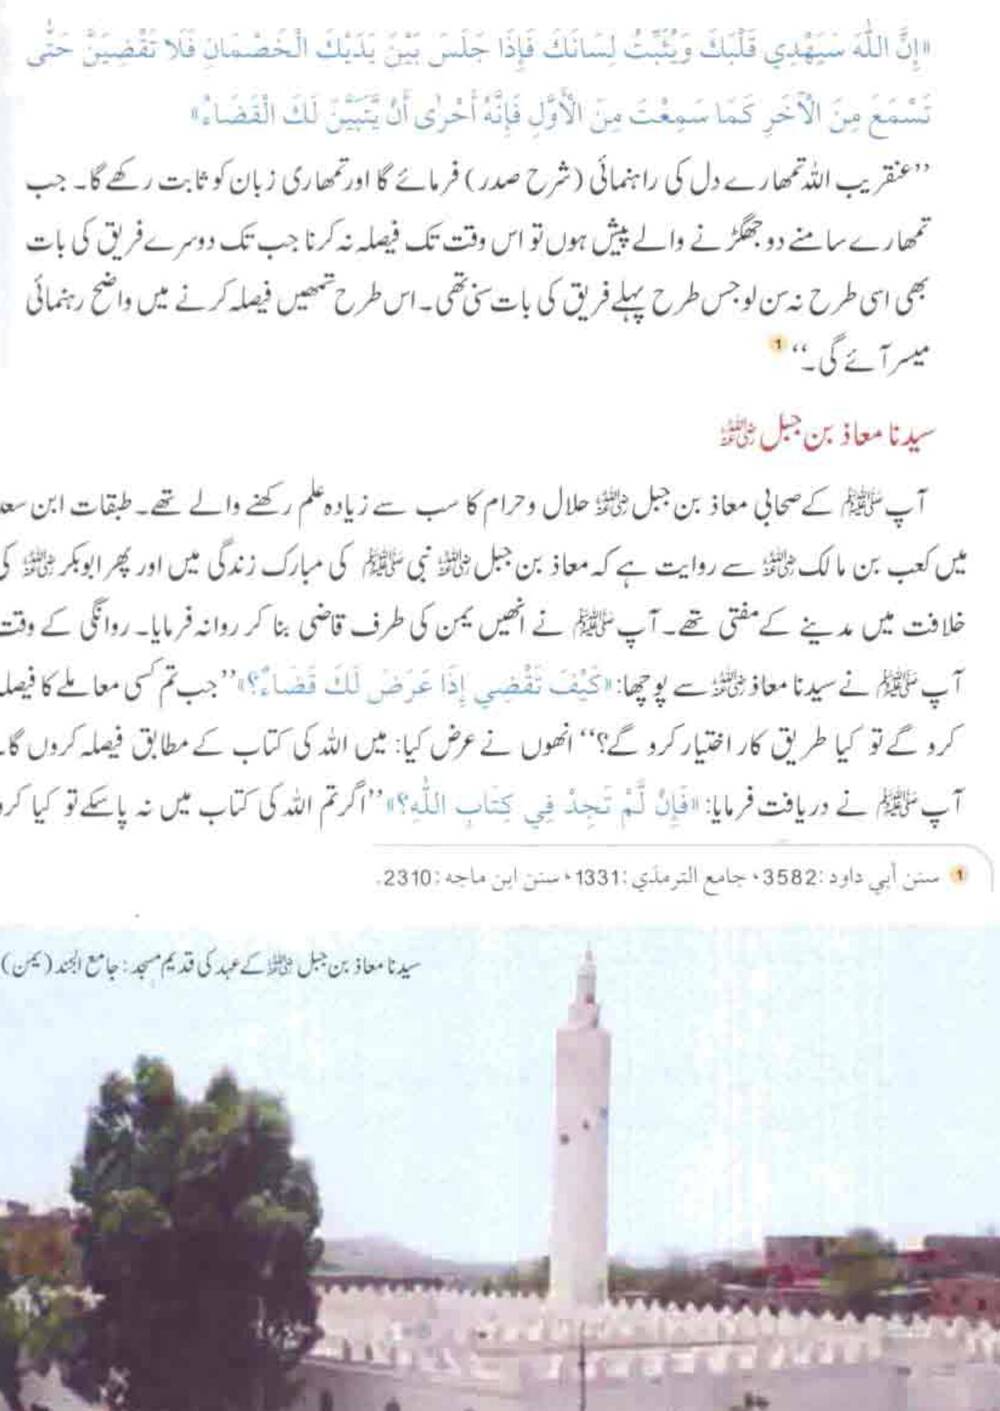 «إِنَّ اللّٰهَ سَيَهْدِي قَلْبَكَ وَيُثَبِّتُ لِسَانَكَ فَإِذَا جَلَسَ بَيْنَ يَدَيْكَ الْخَصْمَانِ فَلَا تَقْضِيَنَّ حَتّٰى
تَسْمَعَ مِنَ الْآخَرِ كَمَا سَمِعْتَ مِنَ الْأَوَّلِ فَإِنَّهُ أَحْرٰى أَنْ يَّتَبَيَّنَ لَكَ الْقَضَاءُ»
’’عنقریب اللہ تمھارے دل کی راہنمائی (شرح صدر) فرمائے گا اور تمھاری زبان کو ثابت رکھے گا۔ جب
تمھارے سامنے دو جھگڑنے والے پیش ہوں تو اس وقت تک فیصلہ نہ کرنا جب تک دوسرے فریق کی بات
بھی اسی طرح نہ سن لو جس طرح پہلے فریق کی بات سنی تھی۔ اس طرح تمھیں فیصلہ کرنے میں واضح رہنمائی
میسر آئے گی۔‘‘ 1
سیدنا معاذ بن جبل رضی اللہ عنہ
آپ ﷺ کے صحابی معاذ بن جبل رضی اللہ عنہ حلال و حرام کا سب سے زیادہ علم رکھنے والے تھے۔ طبقات ابن سعد
میں کعب بن مالک رضی اللہ عنہ سے روایت ہے کہ معاذ بن جبل رضی اللہ عنہ نبی ﷺ کی مبارک زندگی میں اور پھر ابوبکر رضی اللہ عنہ کی
خلافت میں مدینے کے مفتی تھے۔ آپ ﷺ نے انھیں یمن کی طرف قاضی بنا کر روانہ فرمایا۔ روانگی کے وقت
آپ ﷺ نے سیدنا معاذ رضی اللہ عنہ سے پوچھا: «كَيْفَ تَقْضِي إِذَا عَرَضَ لَكَ قَضَاءٌ؟» ’’جب تم کسی معاملے کا فیصلہ
کرو گے تو کیا طریق کار اختیار کرو گے؟‘‘ انھوں نے عرض کیا: میں اللہ کی کتاب کے مطابق فیصلہ کروں گا۔
آپ ﷺ نے دریافت فرمایا: «فَإِنْ لَّمْ تَجِدْ فِي كِتَابِ اللّٰهِ؟» ’’اگر تم اللہ کی کتاب میں نہ پا سکے تو کیا کرو
1 سنن أبي داود:3582، جامع الترمذي:1331، سنن ابن ماجه:2310.
سیدنا معاذ بن جبل رضی اللہ عنہ کے عہد کی قدیم مسجد: جامع الجند (یمن)